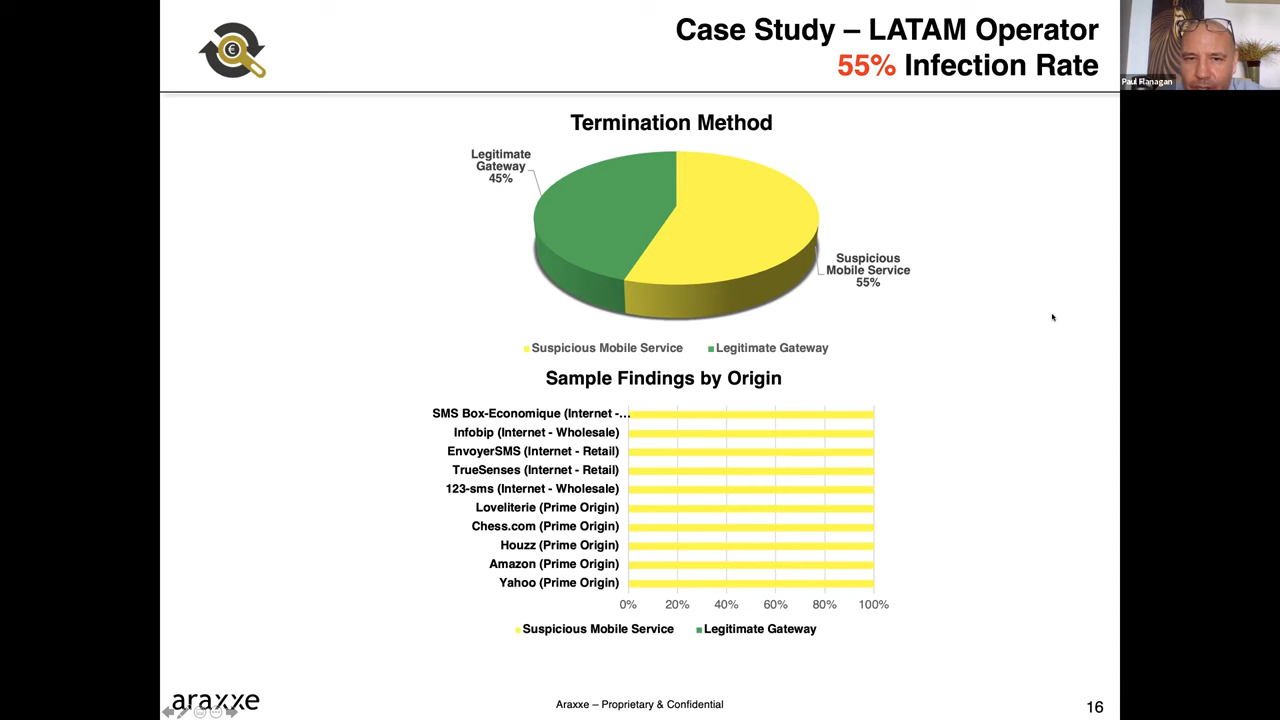 Case Study – LATAM Operator
55% Infection Rate
Paul Flanagan
€
Termination Method
Legitimate
Gateway
45%
Suspicious
Mobile Service
55%
Suspicious Mobile Service Legitimate Gateway
Sample Findings by Origin
SMS Box-Economique (Internet -...
Infobip (Internet - Wholesale)
EnvoyerSMS (Internet - Retail)
TrueSenses (Internet - Retail)
123-sms (Internet - Wholesale)
Loveliterie (Prime Origin)
Chess.com (Prime Origin)
Houzz (Prime Origin)
Amazon (Prime Origin)
Yahoo (Prime Origin)
0% 20% 40% 60% 80% 100%
Suspicious Mobile Service Legitimate Gateway
araxxe
Araxxe – Proprietary & Confidential
16